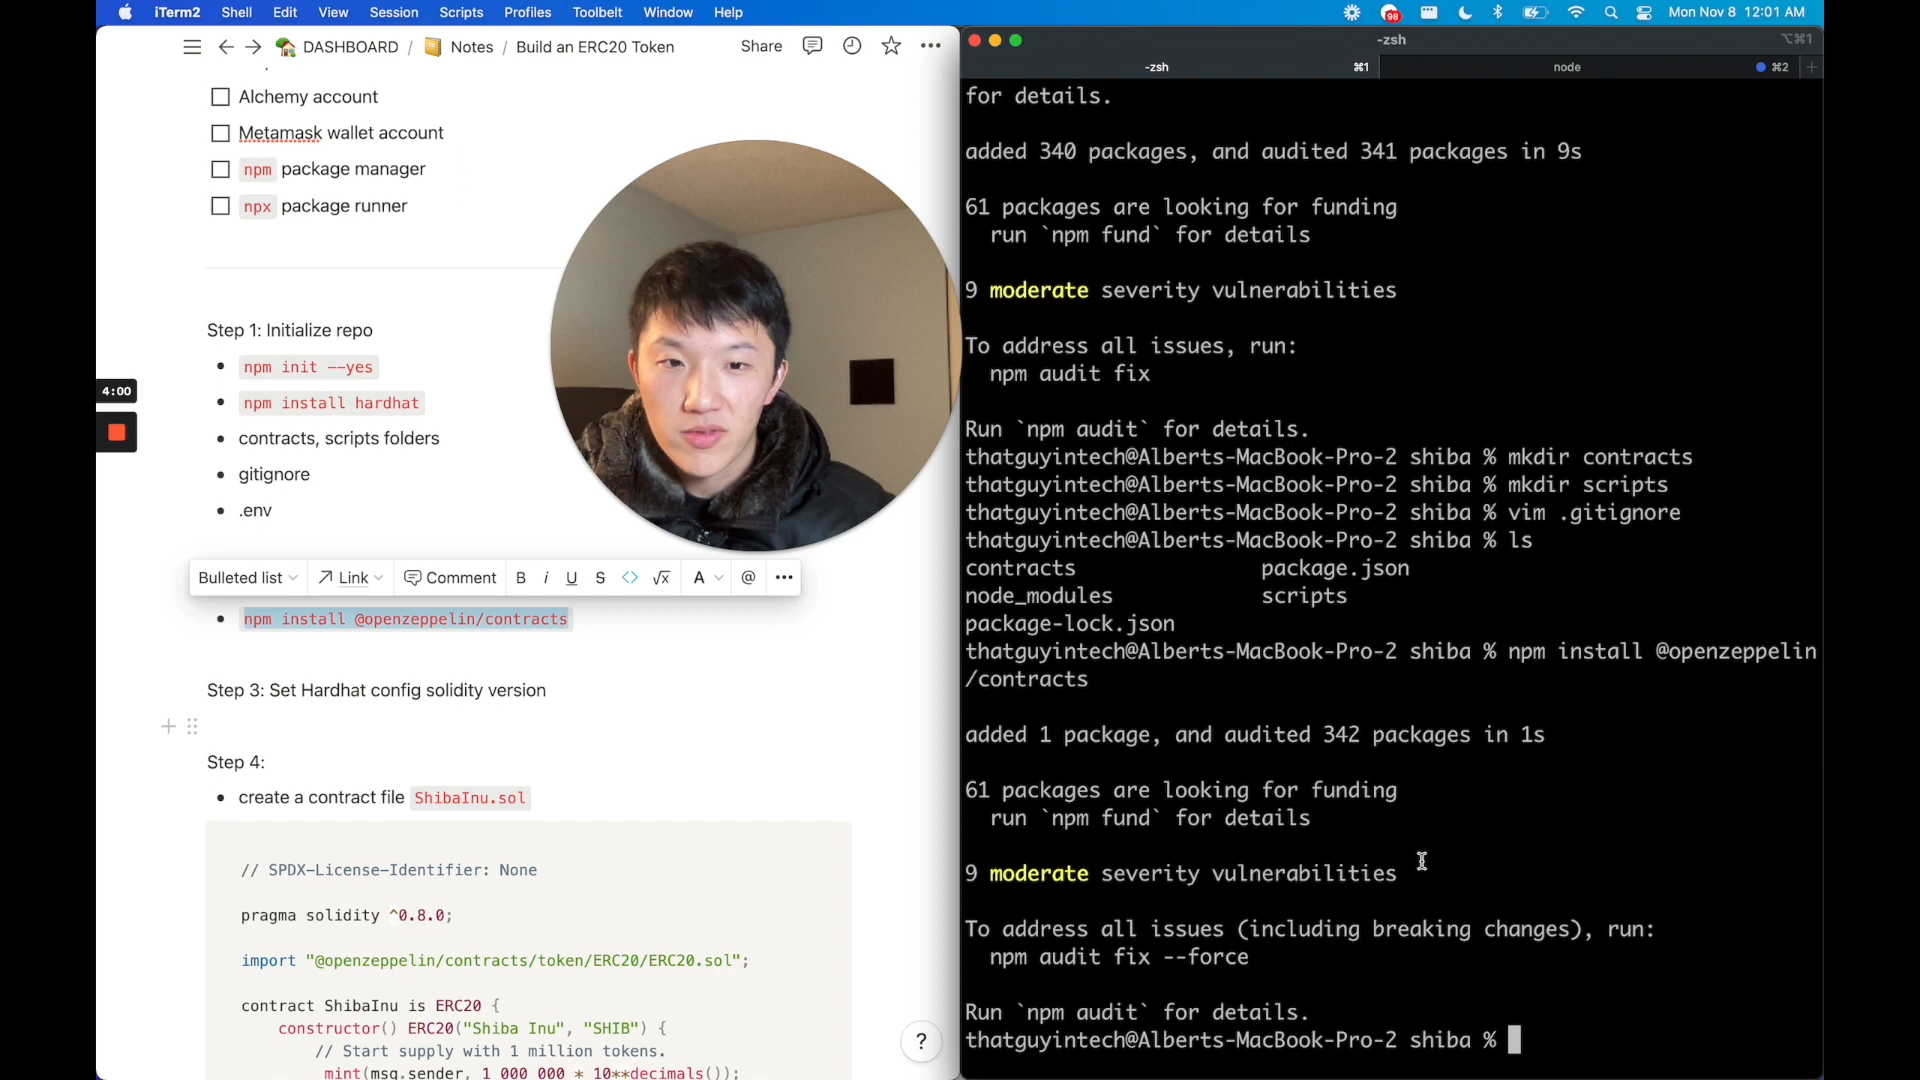 iTerm2 Shell Edit View Session Scripts Profiles Toolbelt Window Help
98
Mon Nov 8 12:01 AM
DASHBOARD / Notes / Build an ERC20 Token
Share
Alchemy account
Metamask wallet account
npm package manager
npx package runner
Step 1: Initialize repo
npm init --yes
npm install hardhat
contracts, scripts folders
gitignore
.env
4:00
Bulleted list Link Comment B i U S <> √x A @ •••
npm install @openzeppelin/contracts
Step 3: Set Hardhat config solidity version
Step 4:
create a contract file ShibaInu.sol
// SPDX-License-Identifier: None
pragma solidity ^0.8.0;
import "@openzeppelin/contracts/token/ERC20/ERC20.sol";
contract ShibaInu is ERC20 {
constructor() ERC20("Shiba Inu", "SHIB") {
// Start supply with 1 million tokens.
mint(msg.sender, 1 000 000 * 10**decimals());
?
-zsh
⌥⌘1
-zsh ⌘1
node ⌘2
for details.
added 340 packages, and audited 341 packages in 9s
61 packages are looking for funding
run `npm fund` for details
9 moderate severity vulnerabilities
To address all issues, run:
npm audit fix
Run `npm audit` for details.
thatguyintech@Alberts-MacBook-Pro-2 shiba % mkdir contracts
thatguyintech@Alberts-MacBook-Pro-2 shiba % mkdir scripts
thatguyintech@Alberts-MacBook-Pro-2 shiba % vim .gitignore
thatguyintech@Alberts-MacBook-Pro-2 shiba % ls
contracts package.json
node_modules scripts
package-lock.json
thatguyintech@Alberts-MacBook-Pro-2 shiba % npm install @openzeppelin
/contracts
added 1 package, and audited 342 packages in 1s
61 packages are looking for funding
run `npm fund` for details
9 moderate severity vulnerabilities
To address all issues (including breaking changes), run:
npm audit fix --force
Run `npm audit` for details.
thatguyintech@Alberts-MacBook-Pro-2 shiba %